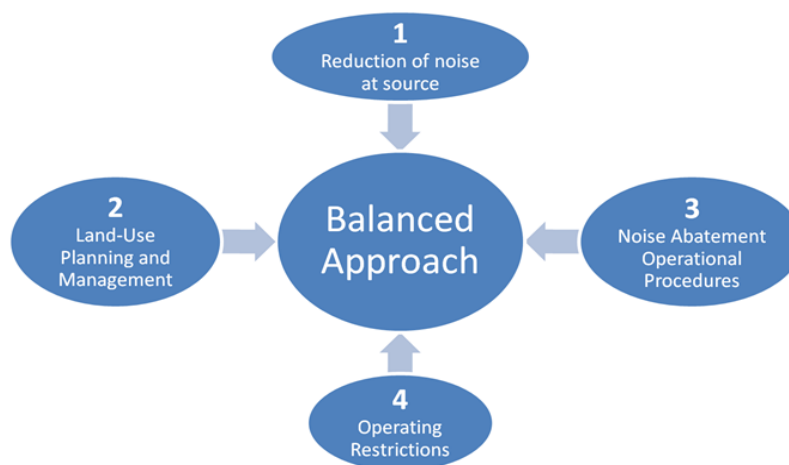 1
Reduction of noise
at source
2
Land-Use
Planning and
Management
Balanced
Approach
3
Noise Abatement
Operational
Procedures
4
Operating
Restrictions